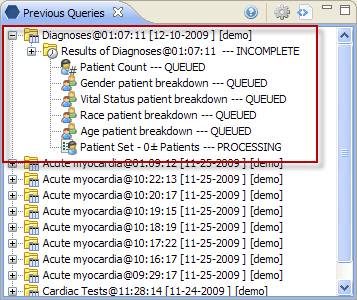 Previous Queries
Diagnoses@01:07:11 [12-10-2009 ] [demo]
Results of Diagnoses@01:07:11 --- INCOMPLETE
Patient Count --- QUEUED
Gender patient breakdown --- QUEUED
Vital Status patient breakdown --- QUEUED
Race patient breakdown --- QUEUED
Age patient breakdown --- QUEUED
Patient Set - 0± Patients --- PROCESSING
Acute myocardia@01:09:12 [11-25-2009 ] [demo]
Acute myocardia@10:22:13 [11-25-2009 ] [demo]
Acute myocardia@10:20:17 [11-25-2009 ] [demo]
Acute myocardia@10:19:15 [11-25-2009 ] [demo]
Acute myocardia@10:18:19 [11-25-2009 ] [demo]
Acute myocardia@10:17:22 [11-25-2009 ] [demo]
Acute myocardia@10:16:16 [11-25-2009 ] [demo]
Acute myocardia@09:29:17 [11-25-2009 ] [demo]
Cardiac Tests@11:28:14 [11-24-2009 ] [demo]